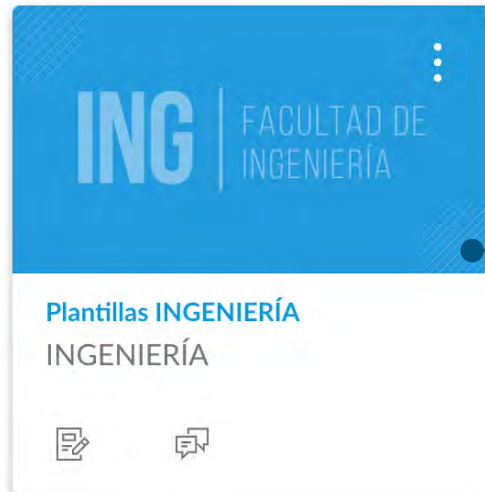 ING
FACULTAD DE
INGENIERÍA
Plantillas INGENIERÍA
INGENIERÍA